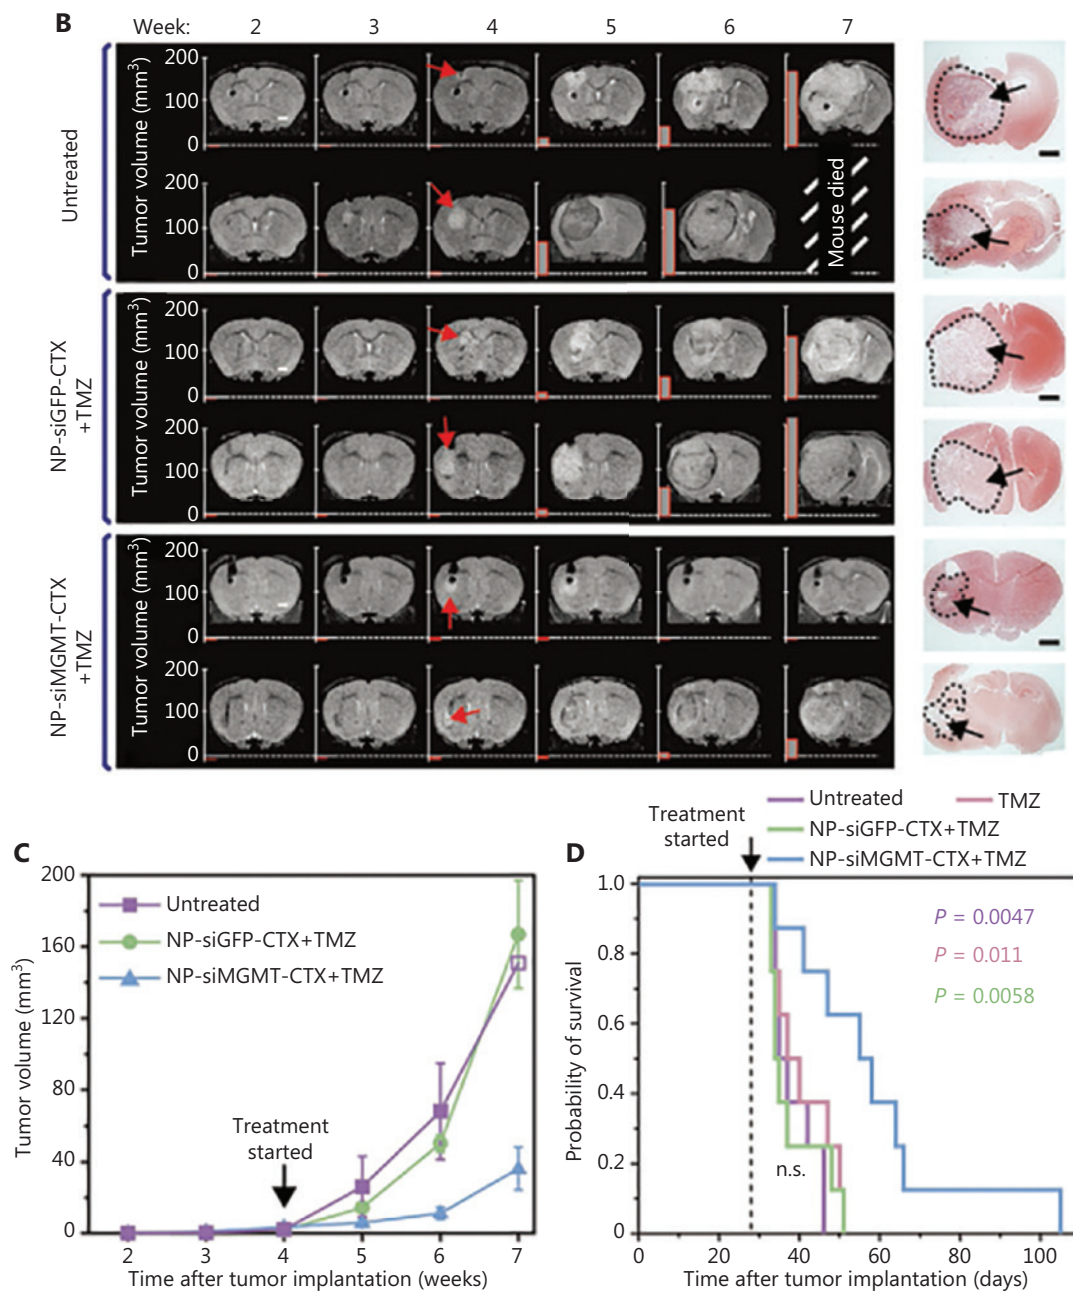 B
Week: 2 3 4 5 6 7
Untreated
Tumor volume (mm³)
200
100
0
200
100
0
Mouse died
NP-siGFP-CTX
+TMZ
Tumor volume (mm³)
200
100
0
200
100
0
NP-siMGMT-CTX
+TMZ
Tumor volume (mm³)
200
100
0
200
100
0
C
Tumor volume (mm³)
200
160
120
80
40
0
Untreated
NP-siGFP-CTX+TMZ
NP-siMGMT-CTX+TMZ
Treatment
started
2 3 4 5 6 7
Time after tumor implantation (weeks)
D
Treatment
started
Untreated TMZ
NP-siGFP-CTX+TMZ
NP-siMGMT-CTX+TMZ
Probability of survival
1.0
0.8
0.6
0.4
0.2
0
P = 0.0047
P = 0.011
P = 0.0058
n.s.
0 20 40 60 80 100
Time after tumor implantation (days)